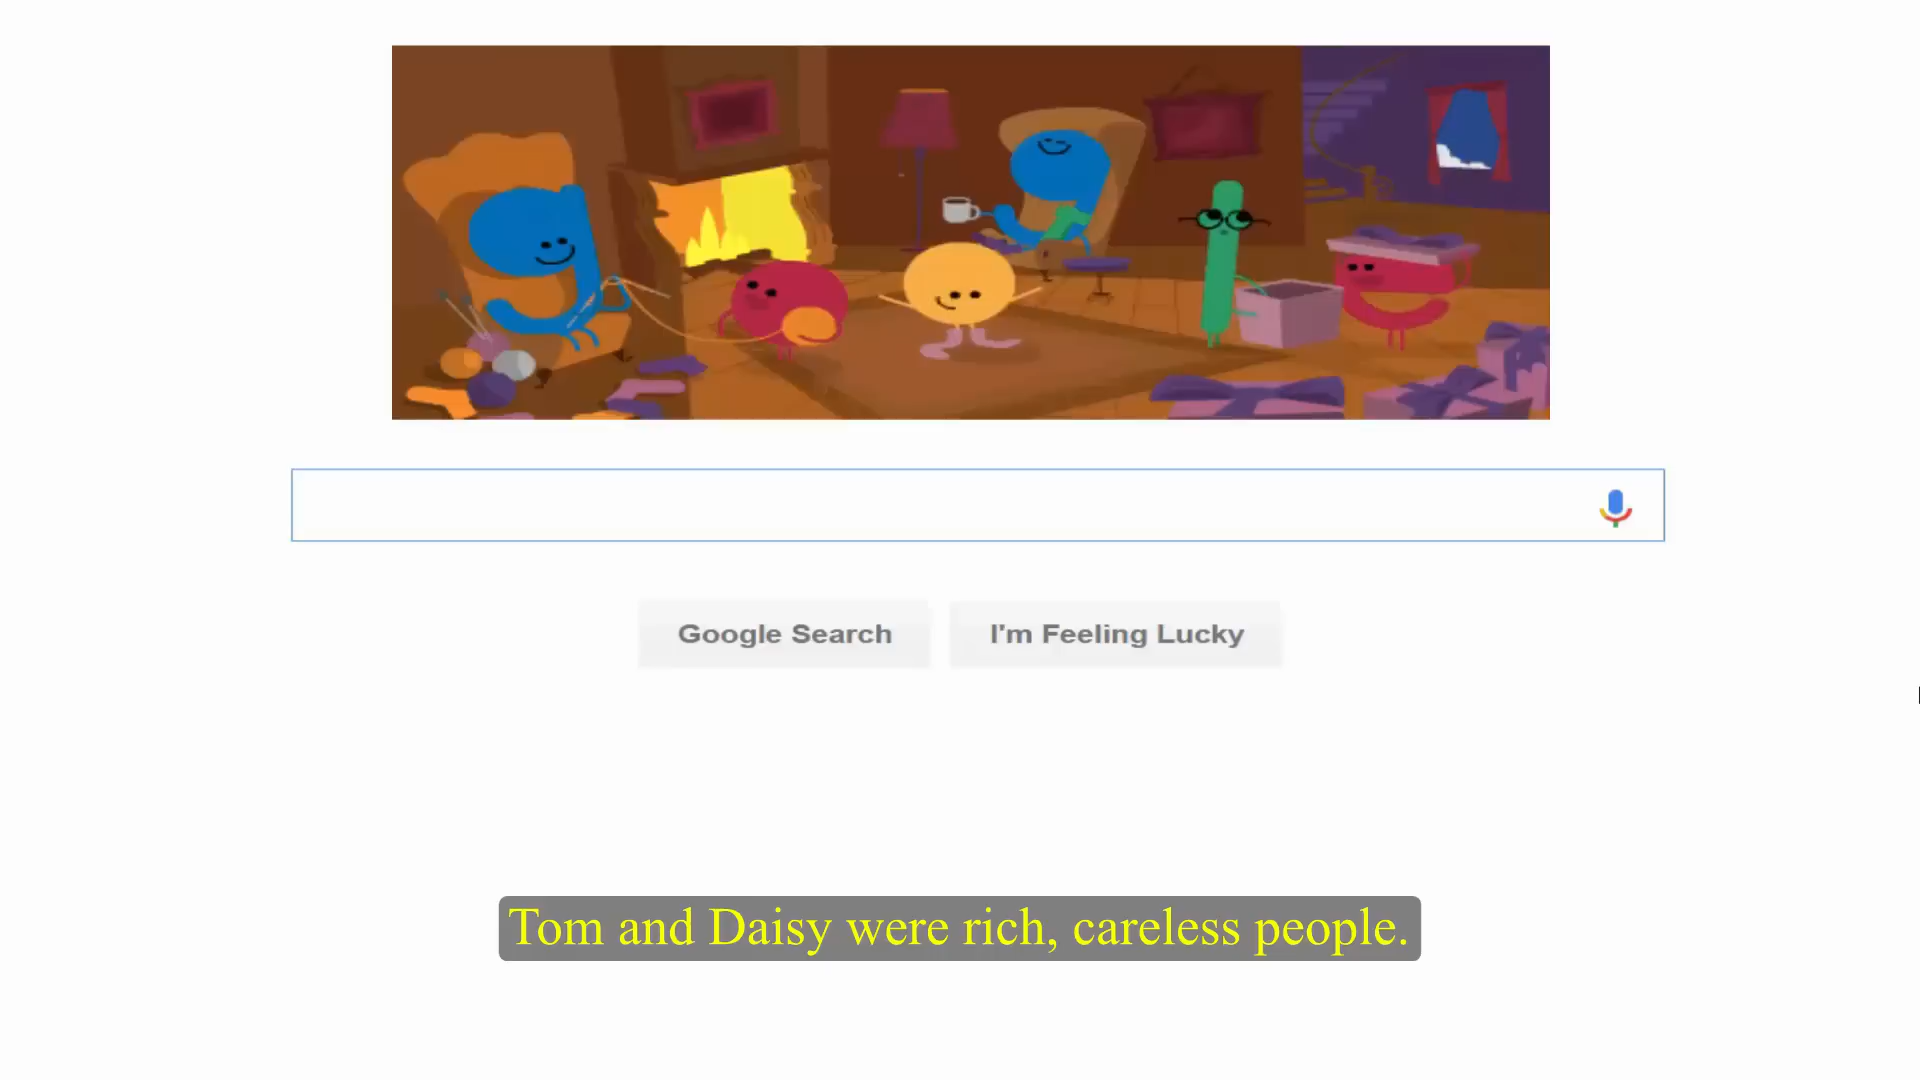 Google Search
I'm Feeling Lucky
Tom and Daisy were rich, careless people.